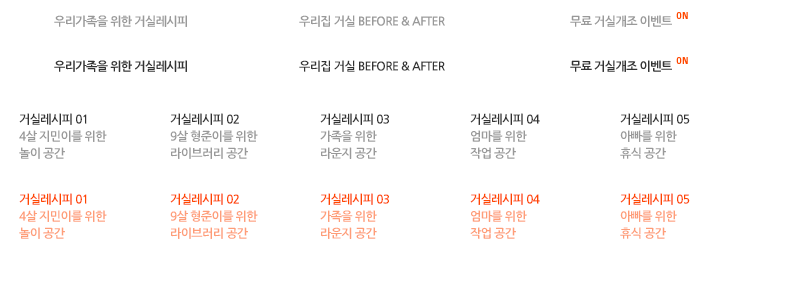 우리가족을 위한 거실레시피 우리집 거실 BEFORE & AFTER 무료 거실개조 이벤트 ON
우리가족을 위한 거실레시피 우리집 거실 BEFORE & AFTER 무료 거실개조 이벤트 ON
거실레시피 01 거실레시피 02 거실레시피 03 거실레시피 04 거실레시피 05
4살 지민이를 위한 9살 형준이를 위한 가족을 위한 엄마를 위한 아빠를 위한
놀이 공간 라이브러리 공간 라운지 공간 작업 공간 휴식 공간
거실레시피 01 거실레시피 02 거실레시피 03 거실레시피 04 거실레시피 05
4살 지민이를 위한 9살 형준이를 위한 가족을 위한 엄마를 위한 아빠를 위한
놀이 공간 라이브러리 공간 라운지 공간 작업 공간 휴식 공간